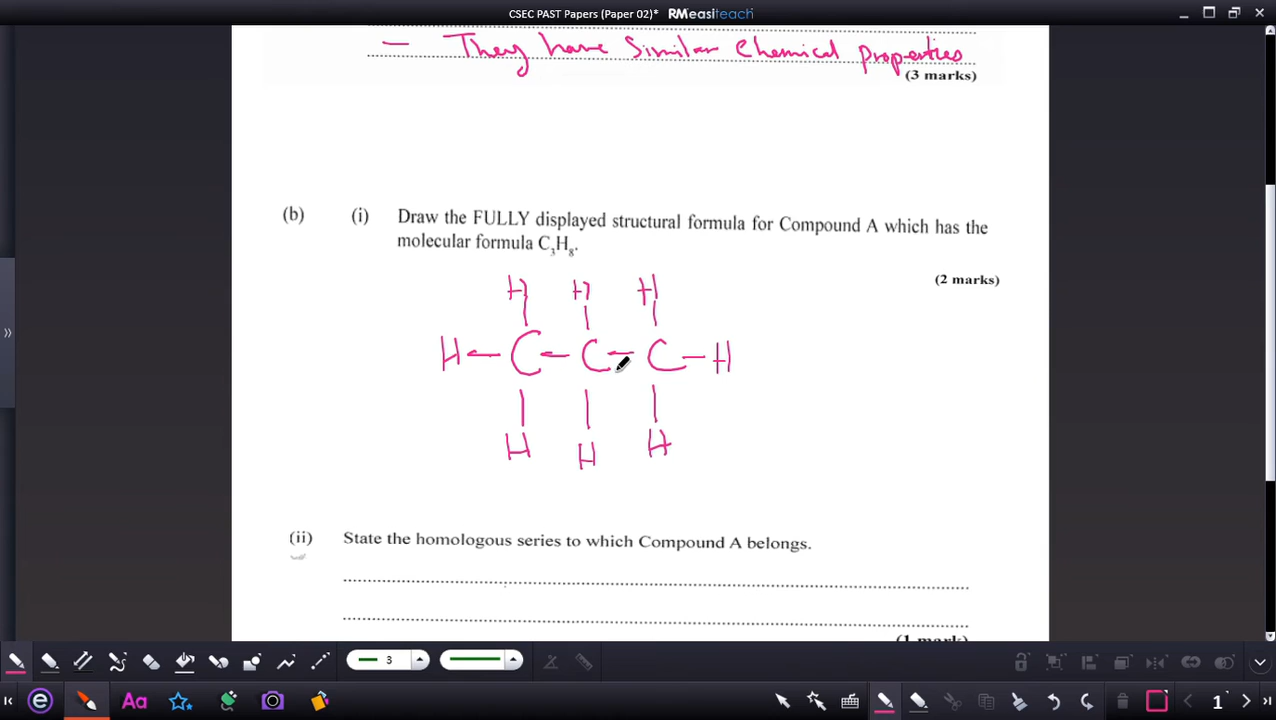 CSEC PAST Papers (Paper 02)* RMeasiteach
– They have Similar Chemical properties
(3 marks)
(b) (i) Draw the FULLY displayed structural formula for Compound A which has the
molecular formula C₃H₈.
(2 marks)
H H H
H – C – C – C – H
H H H
(ii) State the homologous series to which Compound A belongs.
(1 mark)
3
Aa
1